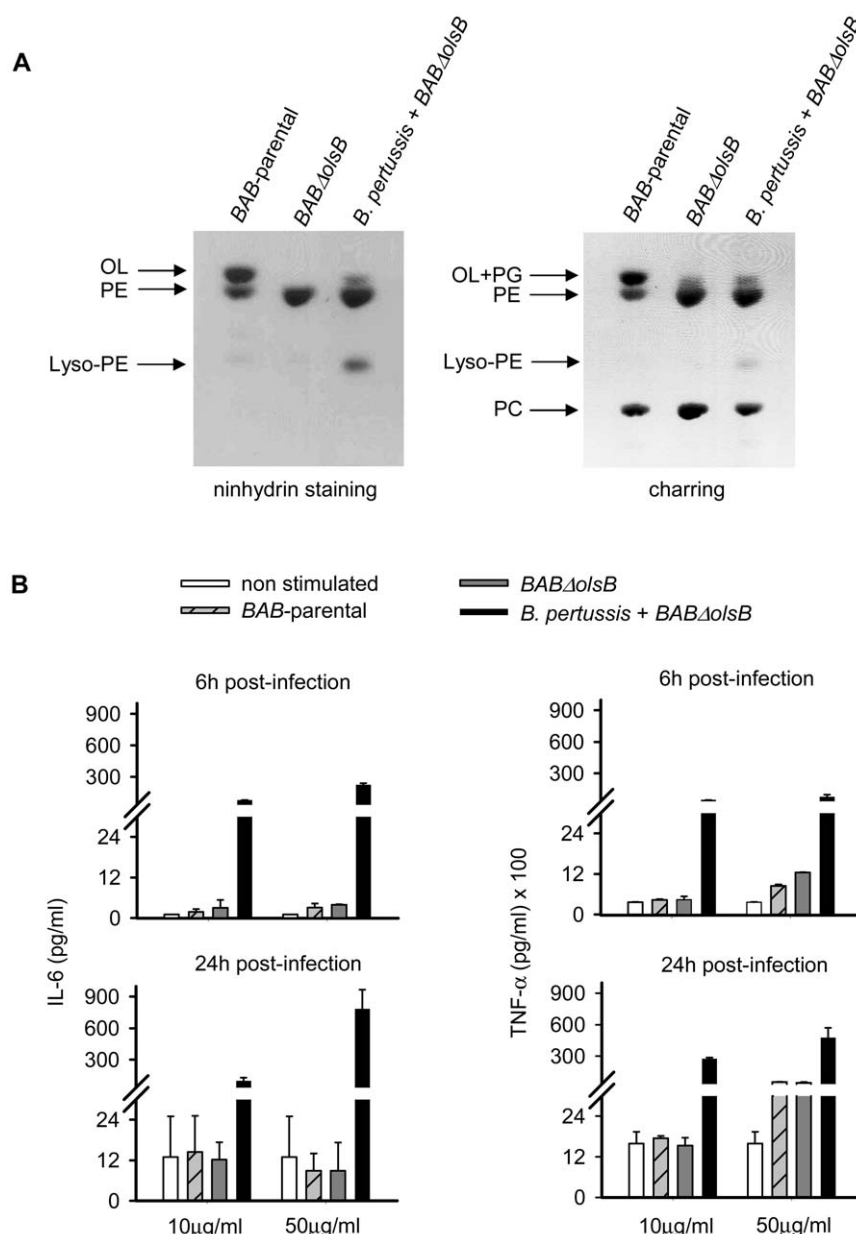 A
BAB-parental
BABΔolsB
B. pertussis + BABΔolsB
OL
PE
Lyso-PE
ninhydrin staining
BAB-parental
BABΔolsB
B. pertussis + BABΔolsB
OL+PG
PE
Lyso-PE
PC
charring
B
non stimulated
BAB-parental
BABΔolsB
B. pertussis + BABΔolsB
6h post-infection
900
600
300
24
12
0
24h post-infection
900
600
300
24
12
0
10µg/ml 50µg/ml
IL-6 (pg/ml)
6h post-infection
900
600
300
24
12
0
24h post-infection
900
600
300
24
12
0
10µg/ml 50µg/ml
TNF-α (pg/ml) x 100